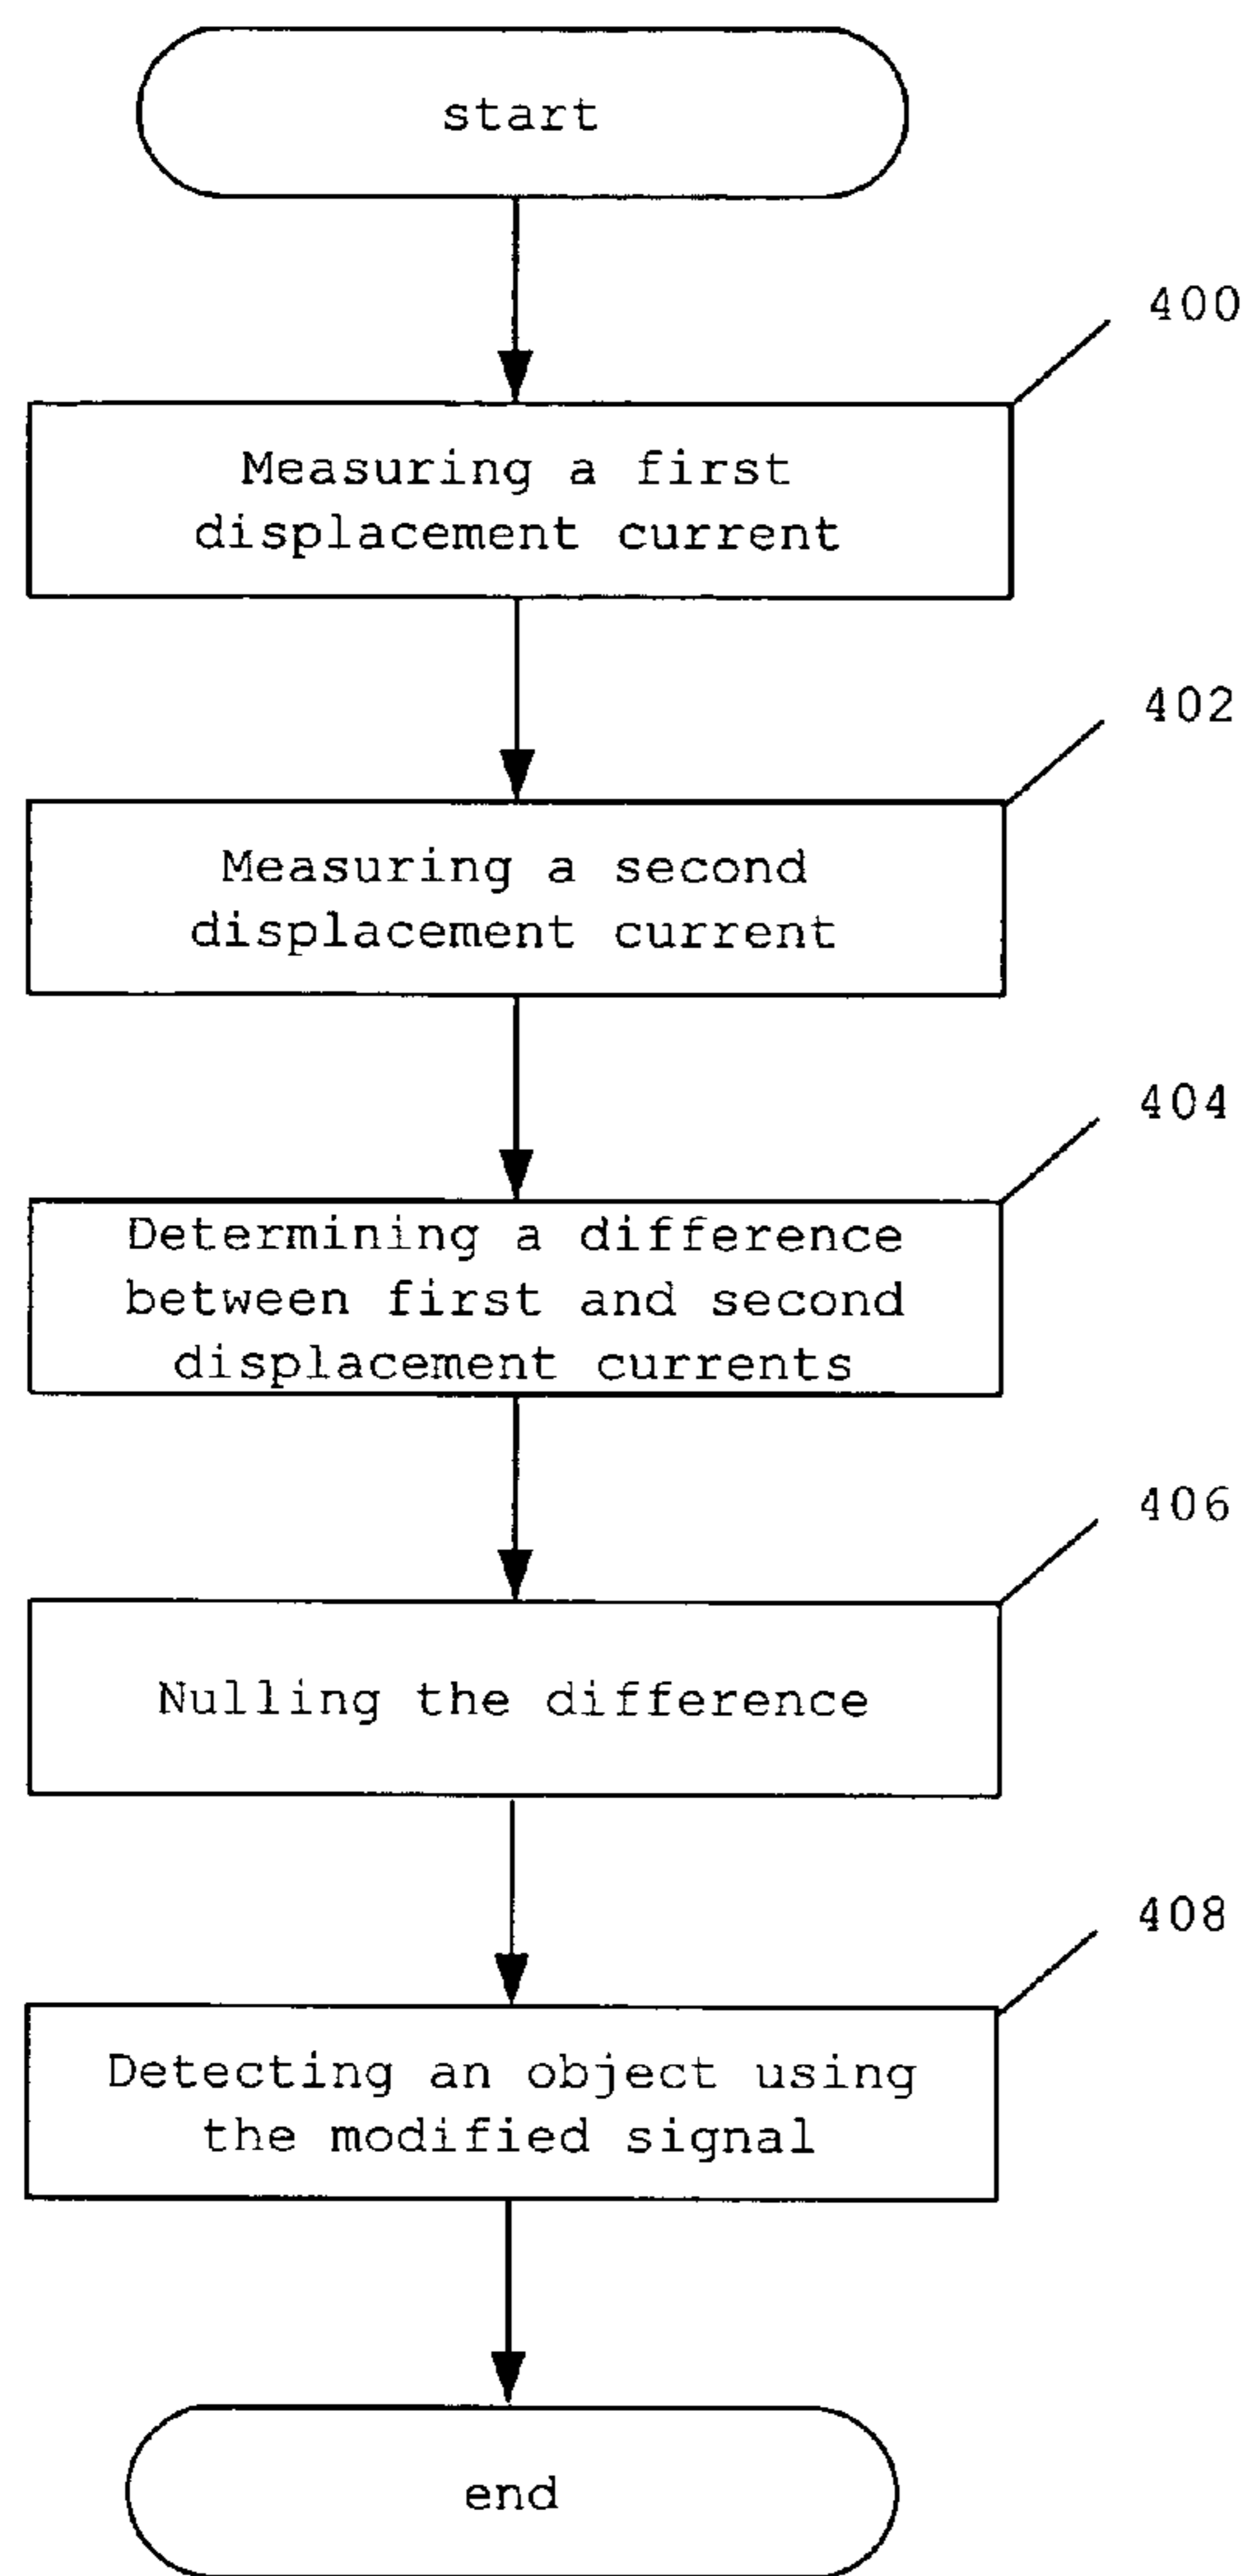 start
400
Measuring a first
displacement current
402
Measuring a second
displacement current
404
Determining a difference
between first and second
displacement currents
406
Nulling the difference
408
Detecting an object using
the modified signal
end